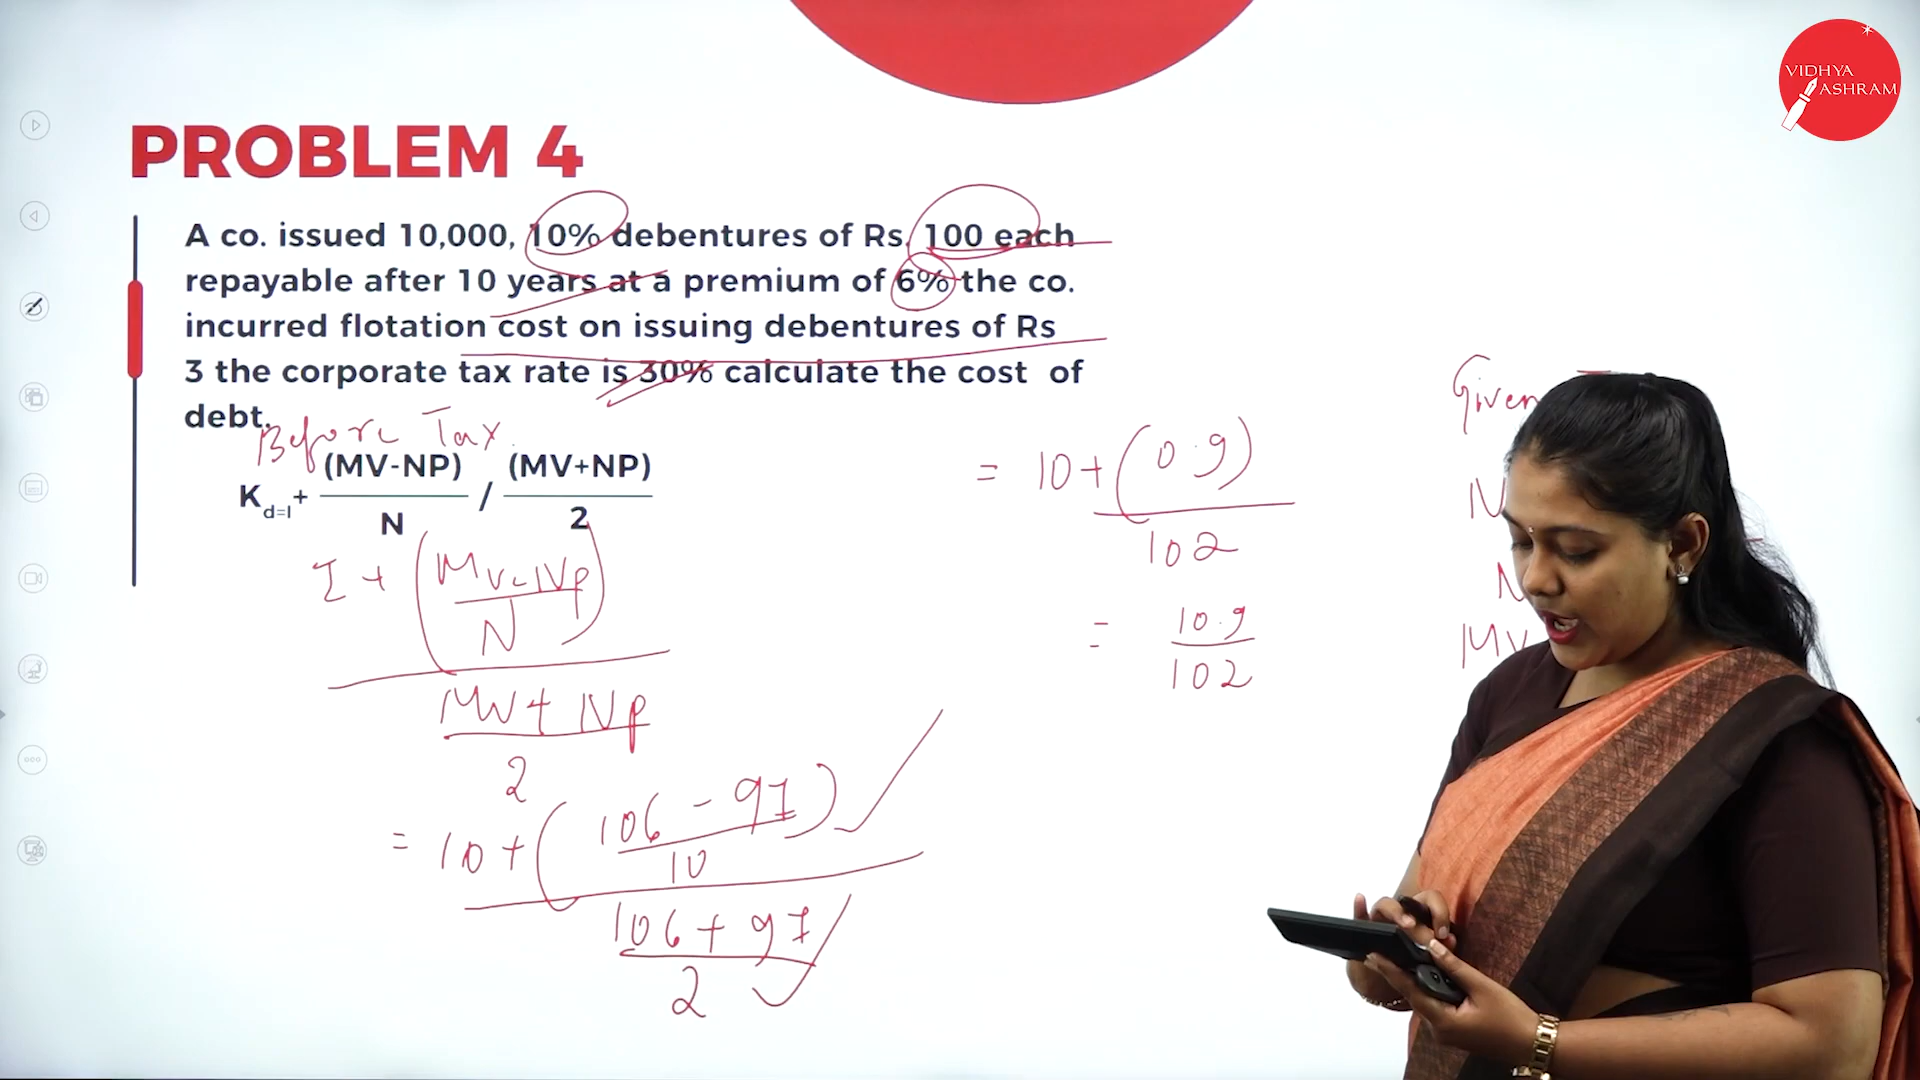 VIDHYA
ASHRAM
PROBLEM 4
A co. issued 10,000, 10% debentures of Rs. 100 each
repayable after 10 years at a premium of 6% the co.
incurred flotation cost on issuing debentures of Rs
3 the corporate tax rate is 30% calculate the cost of
debt.
Before Tax
K d=I + (MV-NP) / N / (MV+NP) / 2
I + (MV-NP / N)
MV + NP
2
= 10 + (106 - 97 / 10)
106 + 97
2
= 10 + (0.9)
102
= 10.9
102
Given
N
N
MV